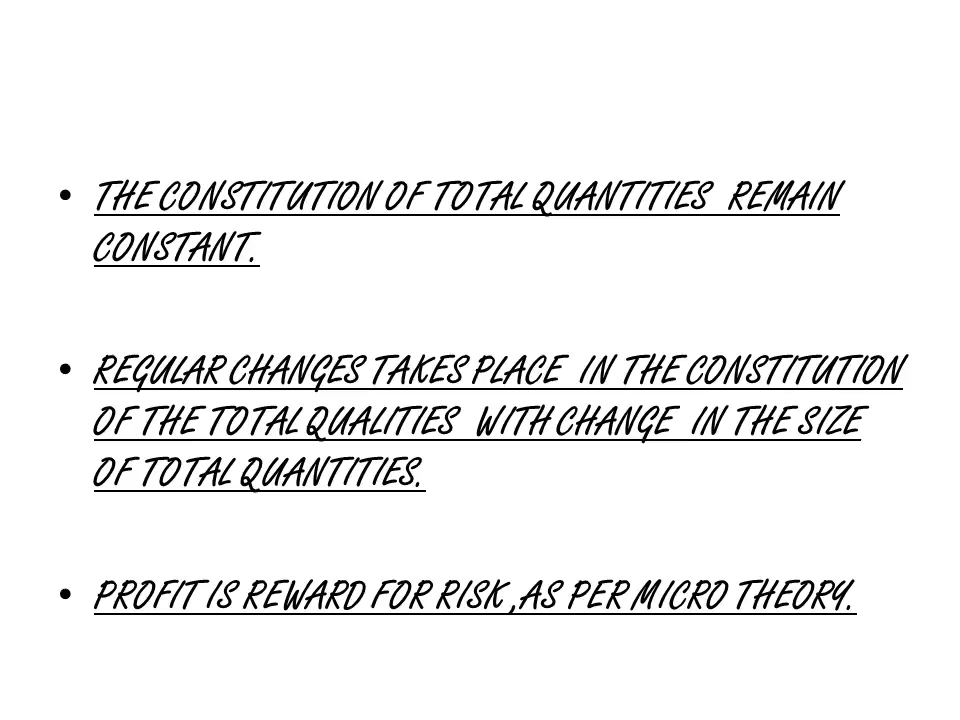 • THE CONSTITUTION OF TOTAL QUANTITIES REMAIN
CONSTANT.
• REGULAR CHANGES TAKES PLACE IN THE CONSTITUTION
OF THE TOTAL QUALITIES WITH CHANGE IN THE SIZE
OF TOTAL QUANTITIES.
• PROFIT IS REWARD FOR RISK ,AS PER MICRO THEORY.